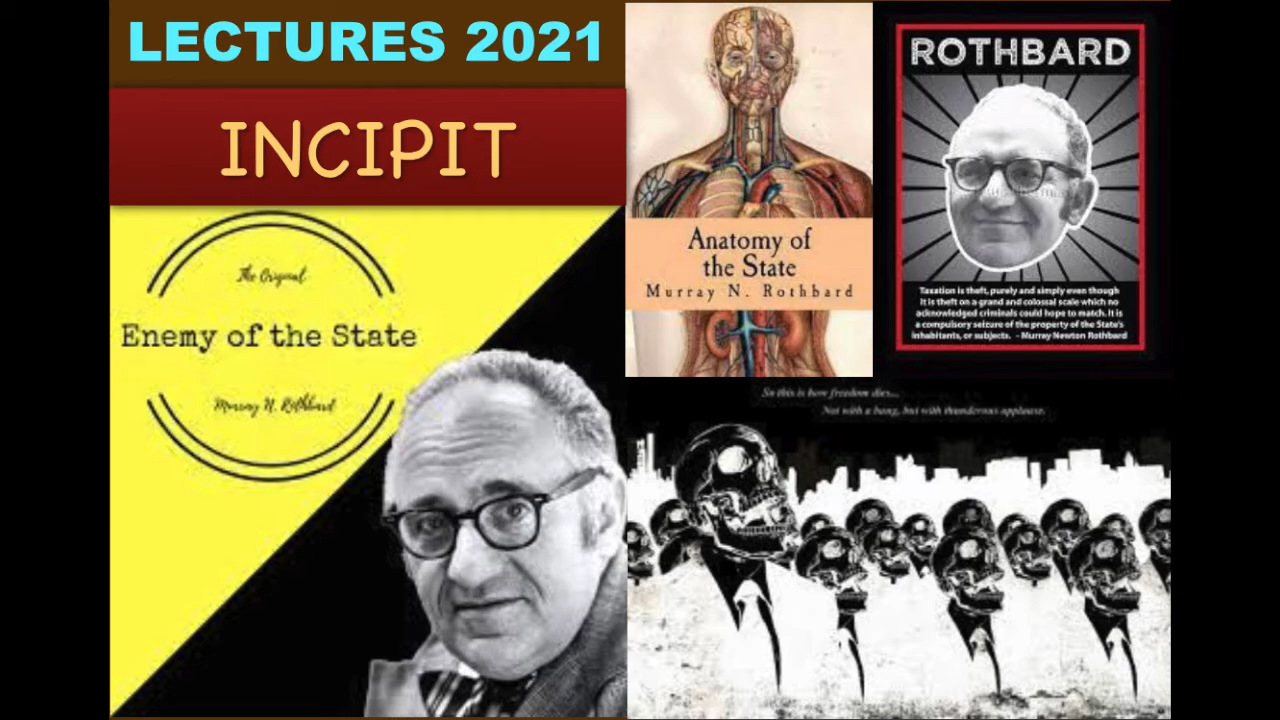 LECTURES 2021
INCIPIT
The Original
Enemy of the State
Murray N. Rothbard
Anatomy of
the State
Murray N. Rothbard
ROTHBARD
Taxation is theft, purely and simply even though
it is theft on a grand and colossal scale which no
acknowledged criminals could hope to match. It is
a compulsory seizure of the property of the State's
inhabitants, or subjects. - Murray Newton Rothbard
So this is how freedom dies...
Not with a bang, but with thunderous applause.